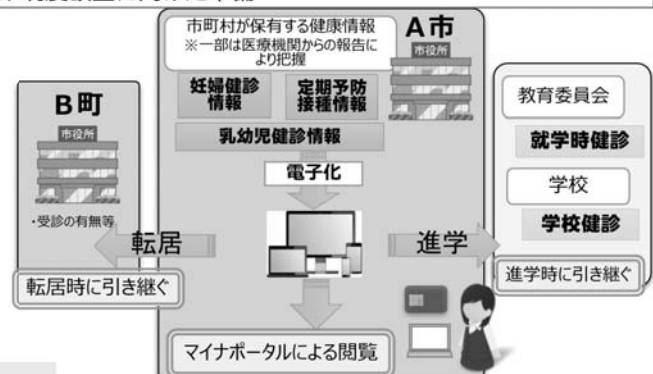 市町村が保有する健康情報
※一部は医療機関からの報告に
より把握
A市
妊婦健診
情報
定期予防
接種情報
乳幼児健診情報
電子化
B町
市役所
・受診の有無等
転居
転居時に引き継ぐ
市役所
進学
教育委員会
就学時健診
学校
学校健診
進学時に引き継ぐ
マイナポータルによる閲覧